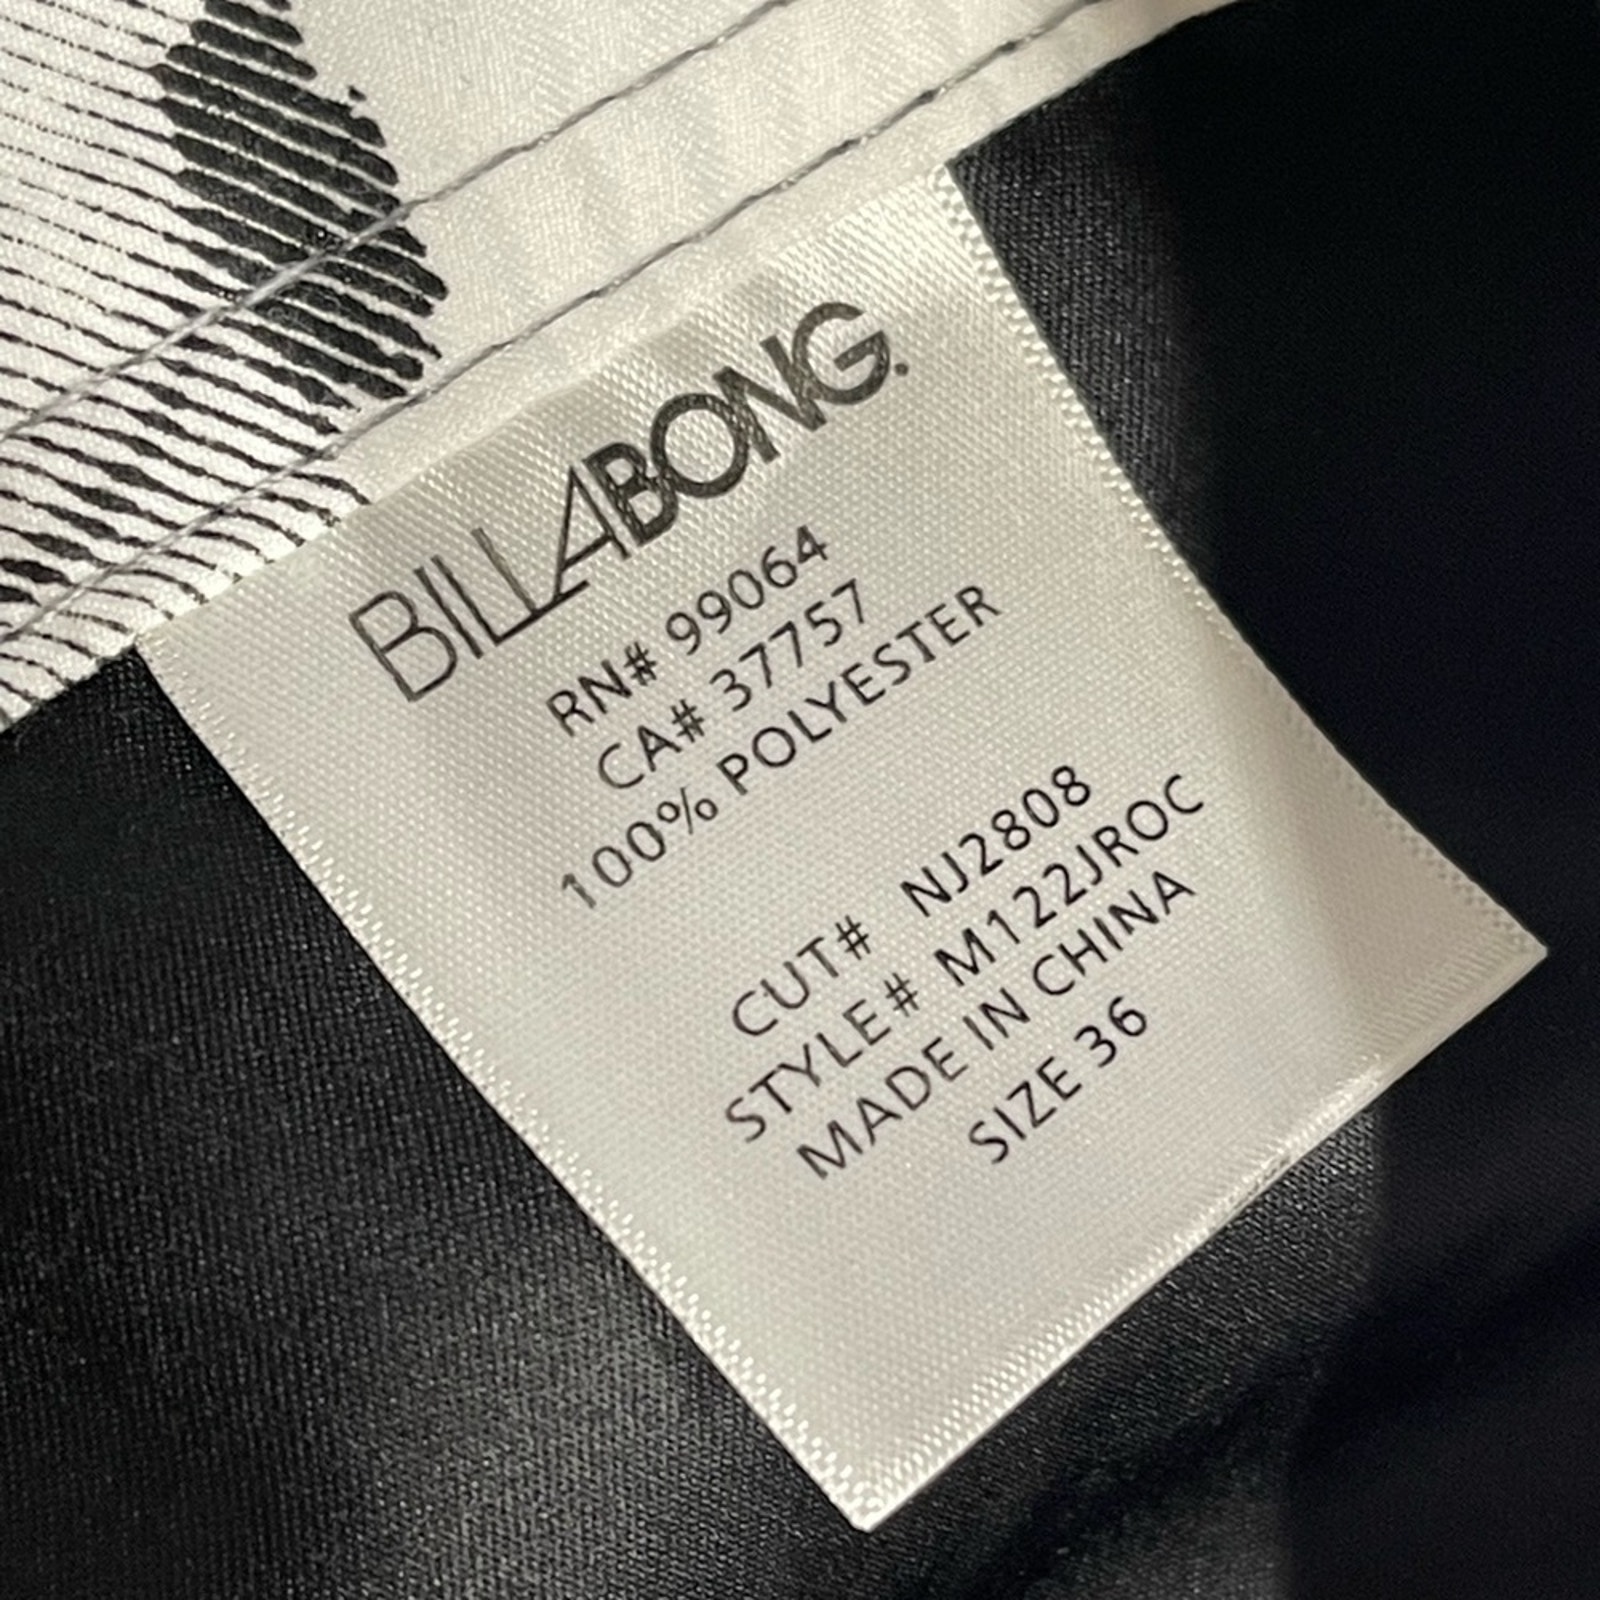 BILLABONG.
RN# 99064
CA# 37757
100% POLYESTER
CUT# NJ2808
STYLE# M122JROC
MADE IN CHINA
SIZE 36